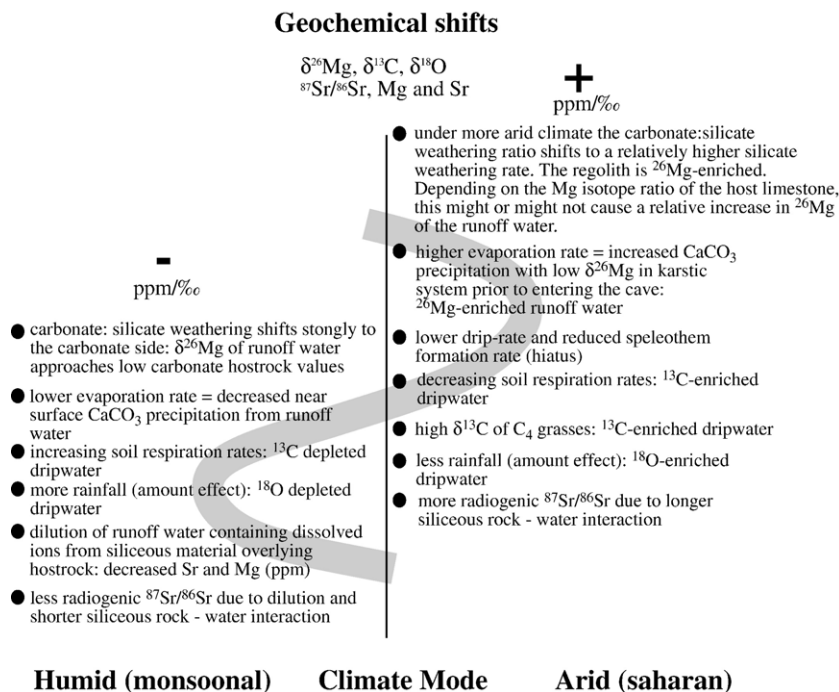 Geochemical shifts
δ²⁶Mg, δ¹³C, δ¹⁸O
⁸⁷Sr/⁸⁶Sr, Mg and Sr
+
ppm/‰
● under more arid climate the carbonate:silicate
weathering ratio shifts to a relatively higher silicate
weathering rate. The regolith is ²⁶Mg-enriched.
Depending on the Mg isotope ratio of the host limestone,
this might or might not cause a relative increase in ²⁶Mg
of the runoff water.
● higher evaporation rate = increased CaCO₃
precipitation with low δ²⁶Mg in karstic
system prior to entering the cave:
²⁶Mg-enriched runoff water
● lower drip-rate and reduced speleothem
formation rate (hiatus)
● decreasing soil respiration rates: ¹³C-enriched
dripwater
● high δ¹³C of C₄ grasses: ¹³C-enriched dripwater
● less rainfall (amount effect): ¹⁸O-enriched
dripwater
● more radiogenic ⁸⁷Sr/⁸⁶Sr due to longer
siliceous rock - water interaction
-
ppm/‰
● carbonate: silicate weathering shifts stongly to
the carbonate side: δ²⁶Mg of runoff water
approaches low carbonate hostrock values
● lower evaporation rate = decreased near
surface CaCO₃ precipitation from runoff
water
● increasing soil respiration rates: ¹³C depleted
dripwater
● more rainfall (amount effect): ¹⁸O depleted
dripwater
● dilution of runoff water containing dissolved
ions from siliceous material overlying
hostrock: decreased Sr and Mg (ppm)
● less radiogenic ⁸⁷Sr/⁸⁶Sr due to dilution and
shorter siliceous rock - water interaction
Humid (monsoonal) Climate Mode Arid (saharan)